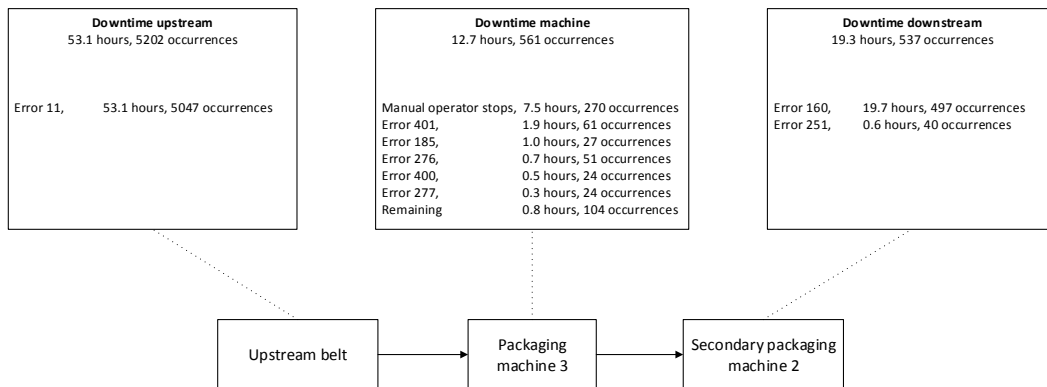 Downtime upstream
53.1 hours, 5202 occurrences
Error 11, 53.1 hours, 5047 occurrences
Downtime machine
12.7 hours, 561 occurrences
Manual operator stops, 7.5 hours, 270 occurrences
Error 401, 1.9 hours, 61 occurrences
Error 185, 1.0 hours, 27 occurrences
Error 276, 0.7 hours, 51 occurrences
Error 400, 0.5 hours, 24 occurrences
Error 277, 0.3 hours, 24 occurrences
Remaining 0.8 hours, 104 occurrences
Downtime downstream
19.3 hours, 537 occurrences
Error 160, 19.7 hours, 497 occurrences
Error 251, 0.6 hours, 40 occurrences
Upstream belt
Packaging
machine 3
Secondary packaging
machine 2